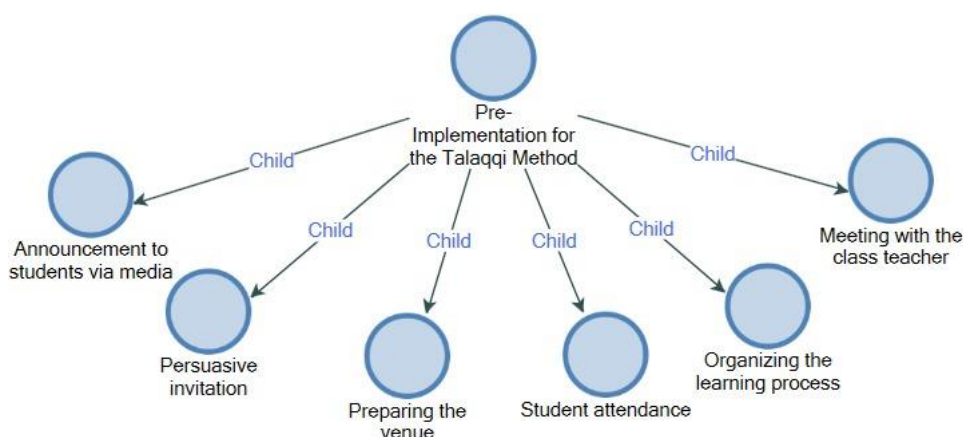 Pre-
Implementation for
the Talaqqi Method
Child
Child
Child
Child
Child
Child
Announcement to
students via media
Persuasive
invitation
Preparing the
venue
Student attendance
Organizing the
learning process
Meeting with the
class teacher